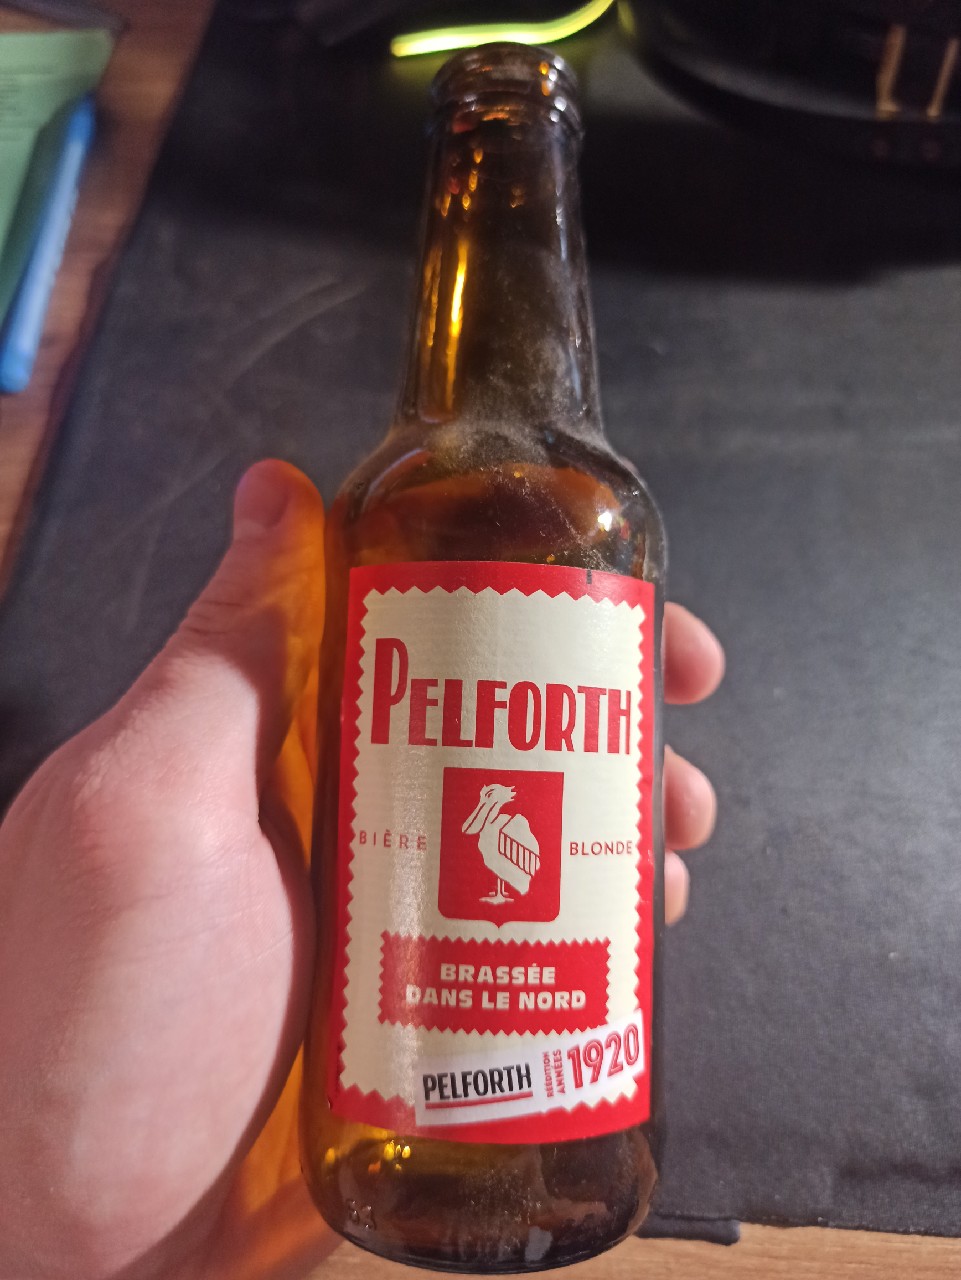 PELFORTH
BIÈRE BLONDE
BRASSÉE
DANS LE NORD
PELFORTH RÉÉDITION ANNÉES 1920